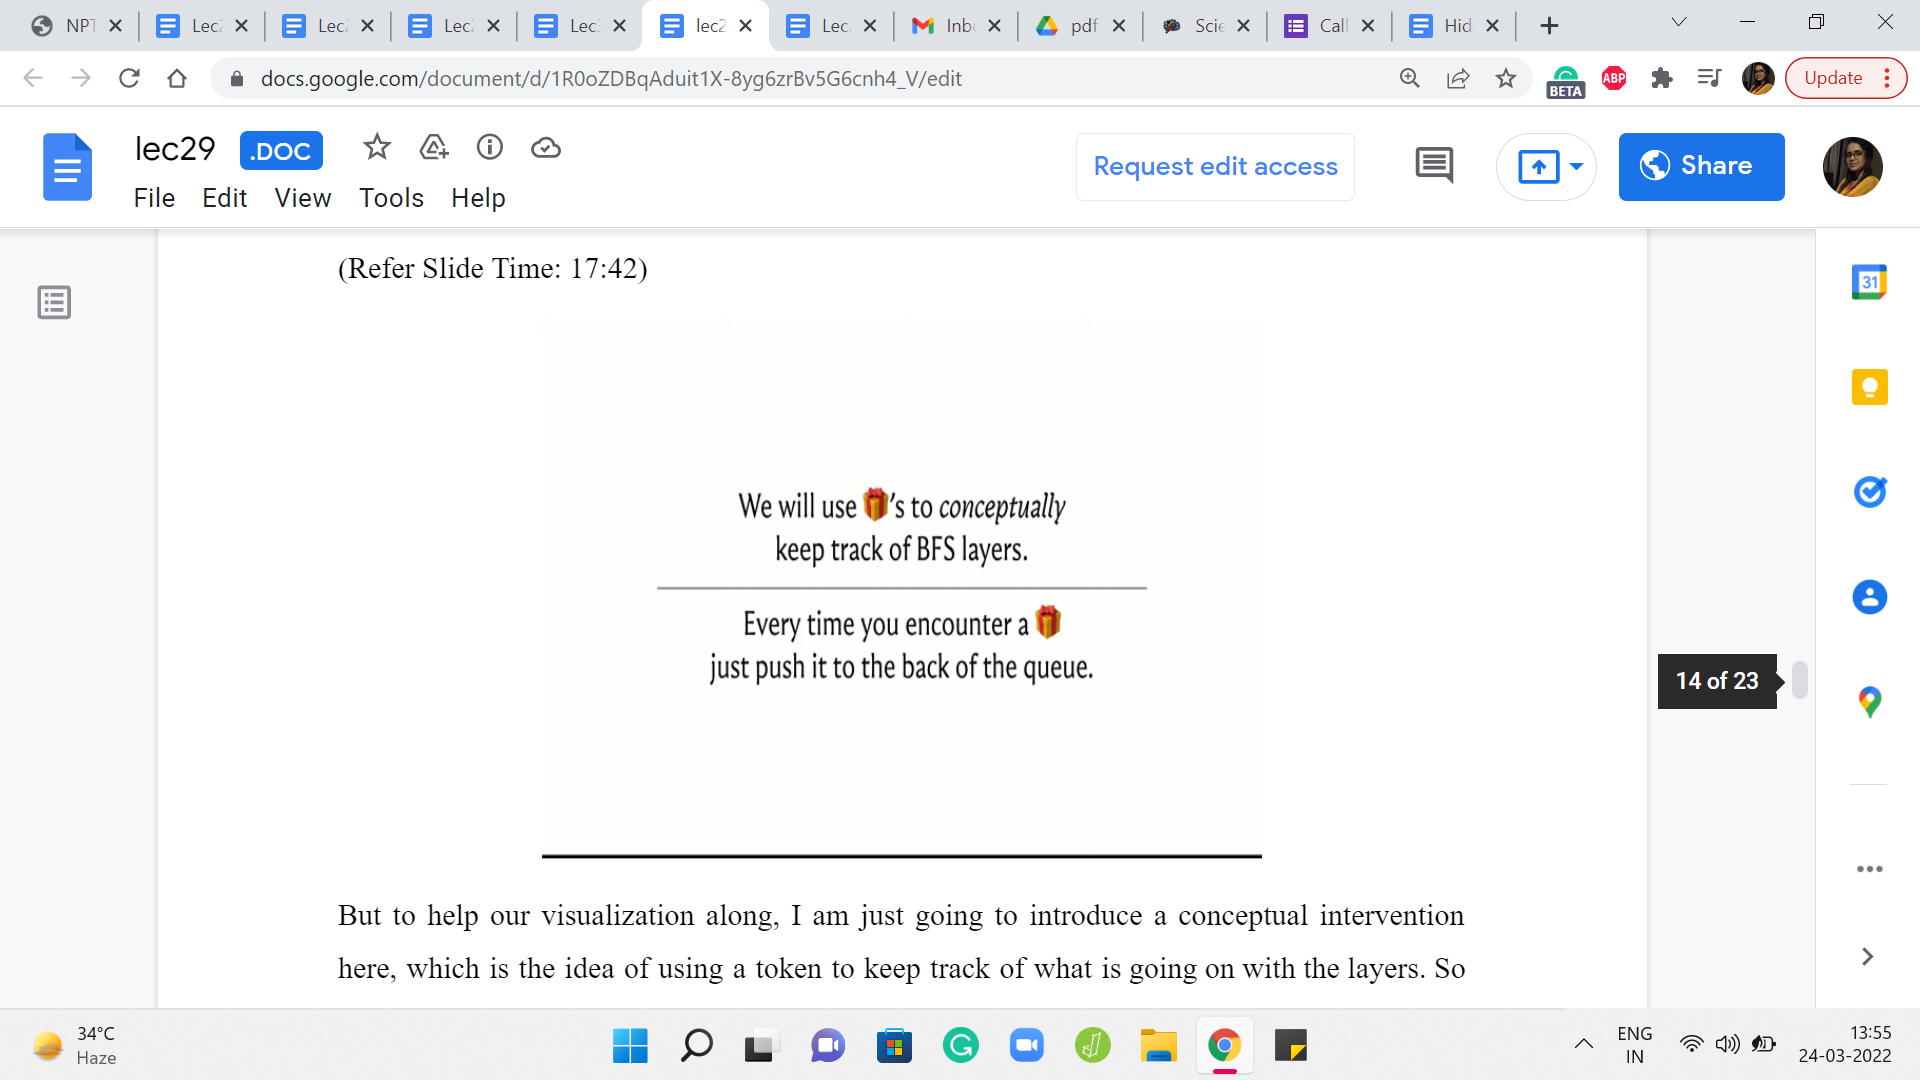 NPT
Lec2
Lec2
Lec2
Lec3
lec2
Lec
Inbo
pdf
Scie
Call
Hid
docs.google.com/document/d/1R0oZDBqAduit1X-8yg6zrBv5G6cnh4_V/edit
BETA
ABP
Update
lec29
.DOC
File Edit View Tools Help
Request edit access
Share
(Refer Slide Time: 17:42)
31
We will use 🎁's to conceptually
keep track of BFS layers.
Every time you encounter a 🎁
just push it to the back of the queue.
14 of 23
But to help our visualization along, I am just going to introduce a conceptual intervention
here, which is the idea of using a token to keep track of what is going on with the layers. So
34°C
Haze
ENG
IN
13:55
24-03-2022